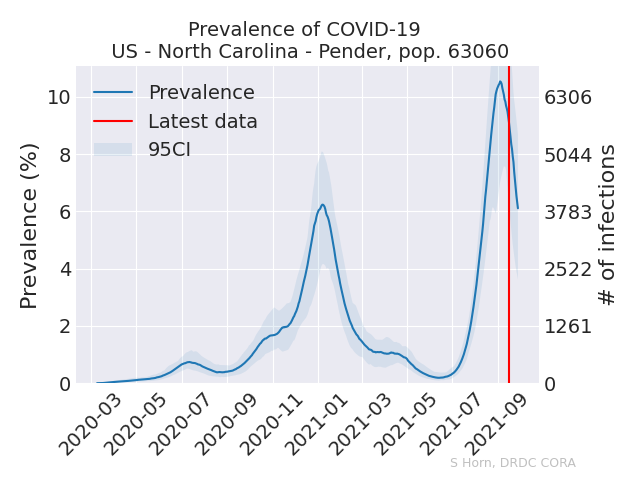 Prevalence of COVID-19
US - North Carolina - Pender, pop. 63060
Prevalence
Latest data
95CI
Prevalence (%)
10
8
6
4
2
0
6306
5044
3783
2522
1261
0
# of infections
2020-03
2020-05
2020-07
2020-09
2020-11
2021-01
2021-03
2021-05
2021-07
2021-09
S Horn, DRDC CORA